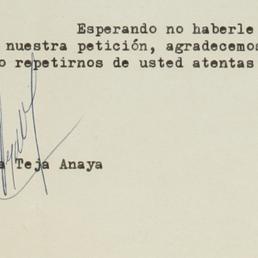 Esperando no haberle
nuestra petición, agradecemos
repetirnos de usted atentas
Teja Anaya